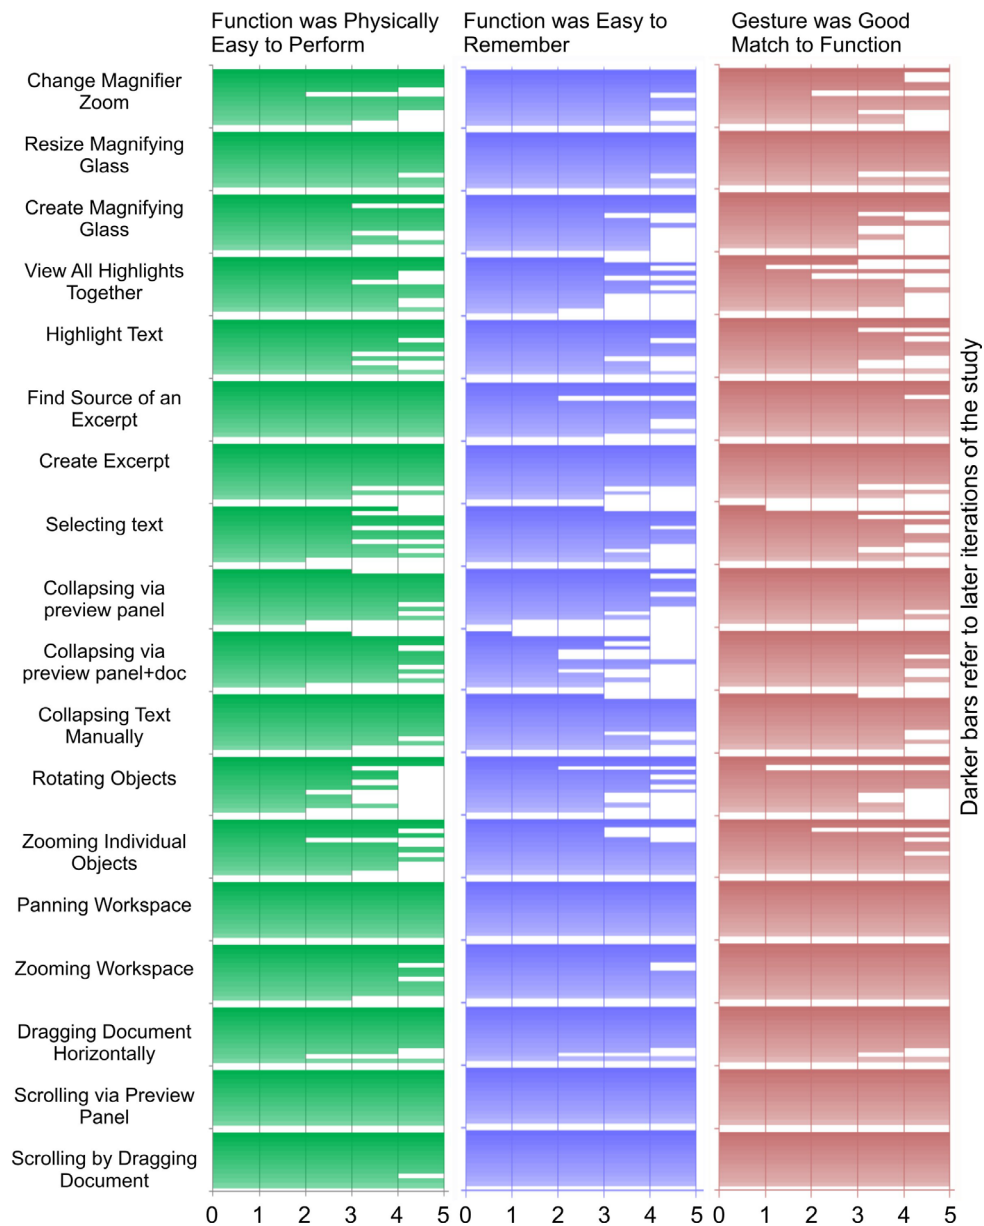 Function was Physically
Easy to Perform
Function was Easy to
Remember
Gesture was Good
Match to Function
Change Magnifier
Zoom
Resize Magnifying
Glass
Create Magnifying
Glass
View All Highlights
Together
Highlight Text
Find Source of an
Excerpt
Create Excerpt
Selecting text
Collapsing via
preview panel
Collapsing via
preview panel+doc
Collapsing Text
Manually
Rotating Objects
Zooming Individual
Objects
Panning Workspace
Zooming Workspace
Dragging Document
Horizontally
Scrolling via Preview
Panel
Scrolling by Dragging
Document
0 1 2 3 4 5
0 1 2 3 4 5
0 1 2 3 4 5
Darker bars refer to later iterations of the study